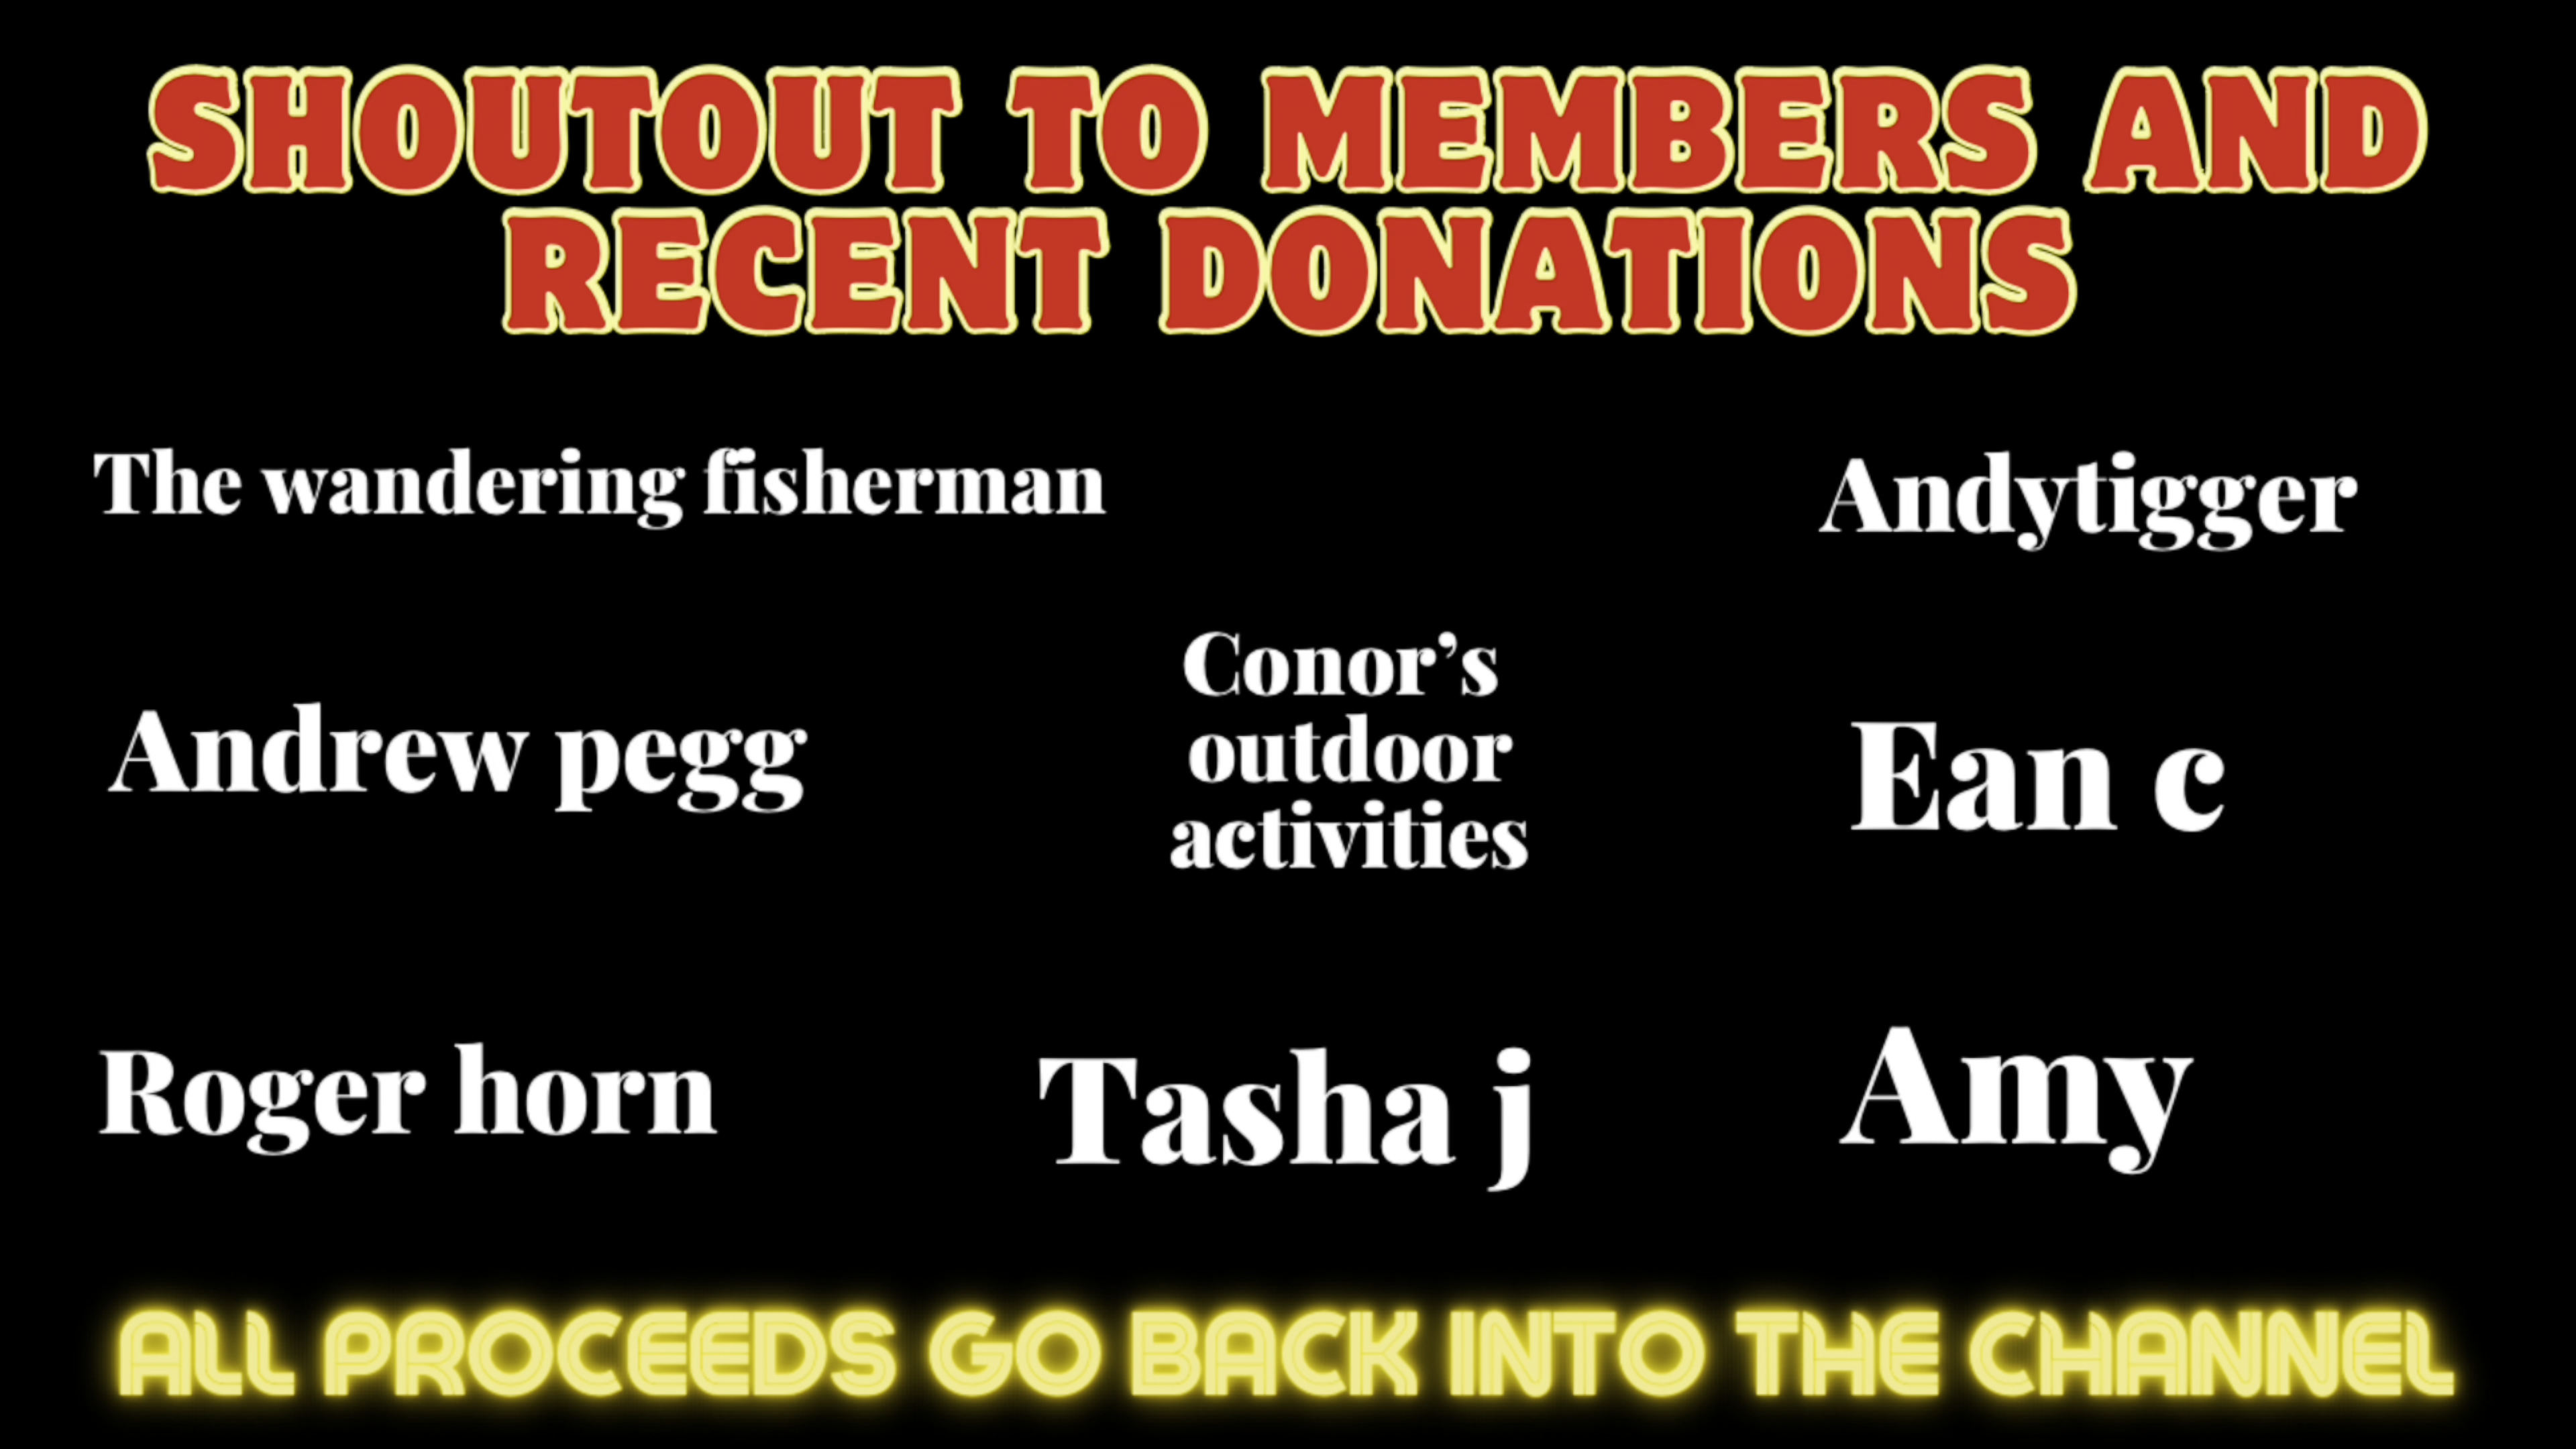 SHOUTOUT TO MEMBERS AND
RECENT DONATIONS
The wandering fisherman
Andytigger
Andrew pegg
Conor’s
outdoor
activities
Ean c
Roger horn
Tasha j
Amy
ALL PROCEEDS GO BACK INTO THE CHANNEL